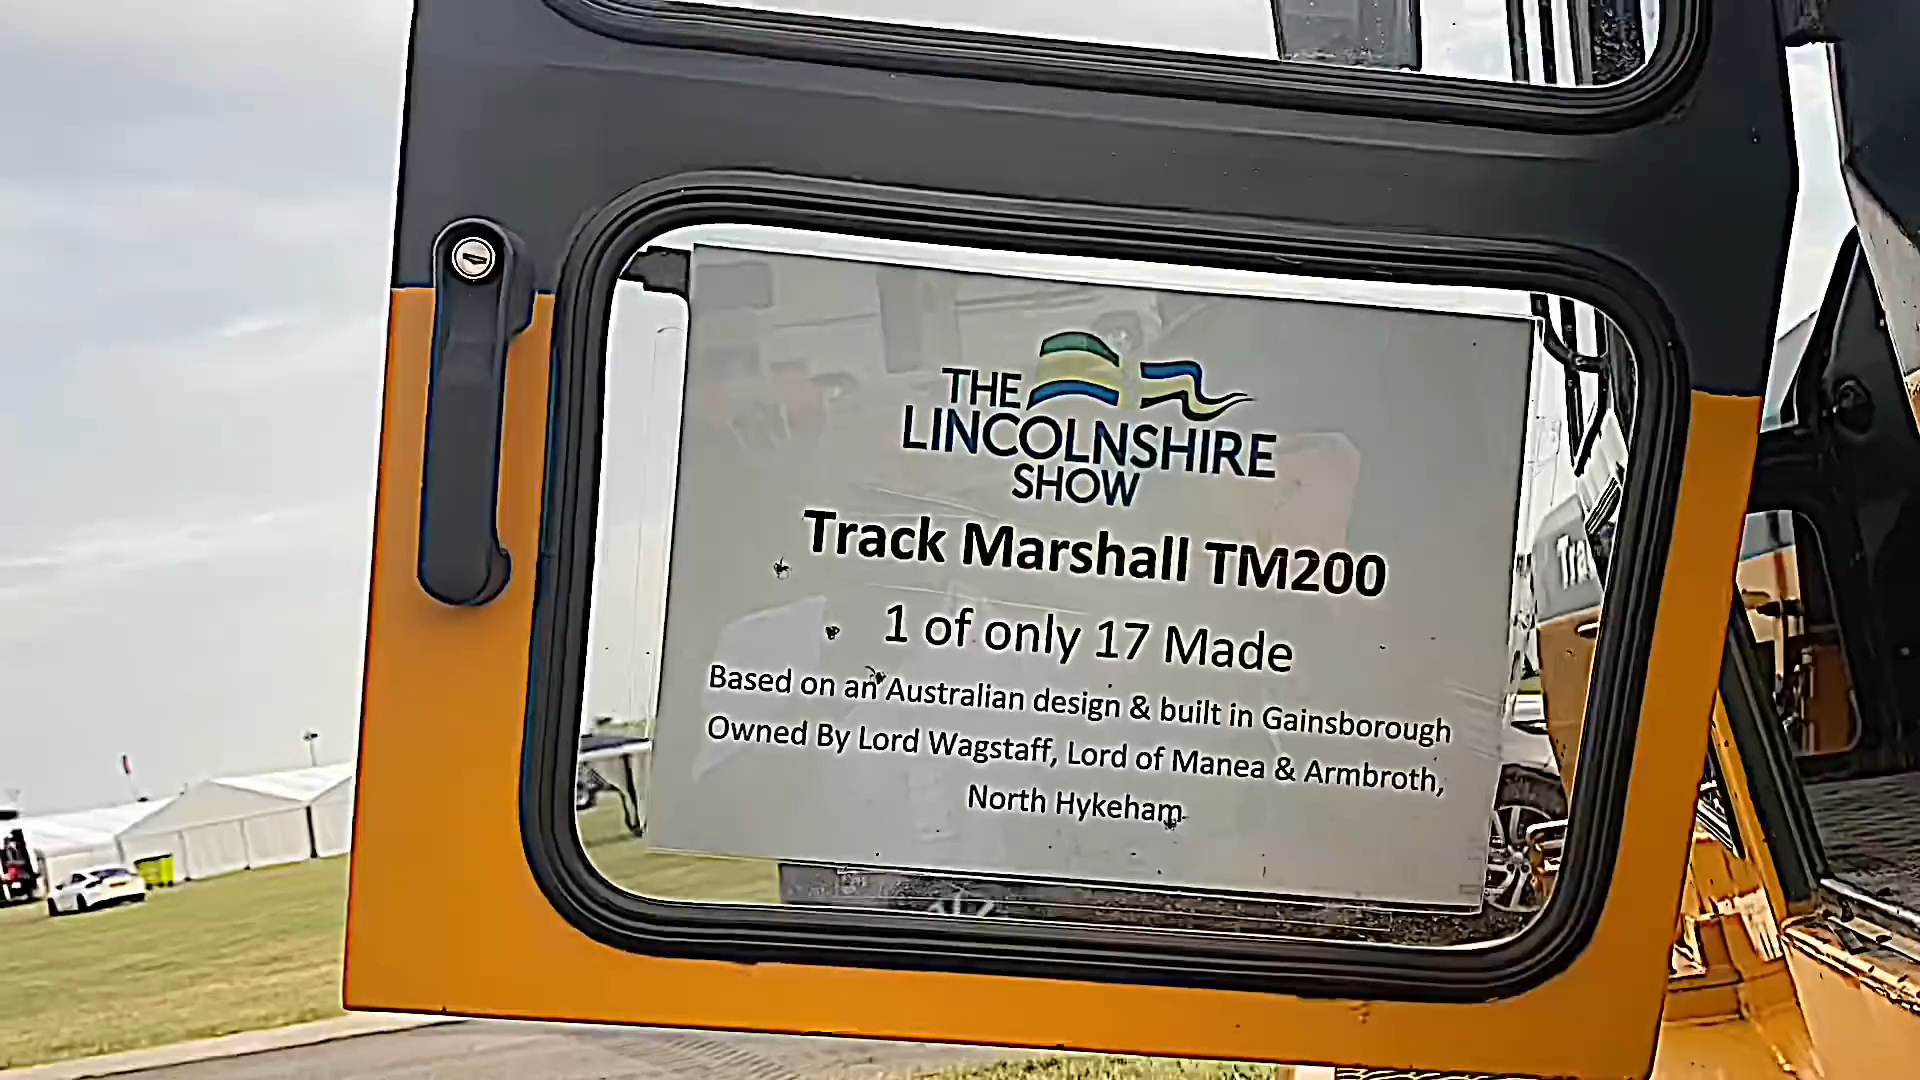 THE
LINCOLNSHIRE
SHOW
Track Marshall TM200
1 of only 17 Made
Based on an Australian design & built in Gainsborough
Owned By Lord Wagstaff, Lord of Manea & Armbroth,
North Hykeham
Tra